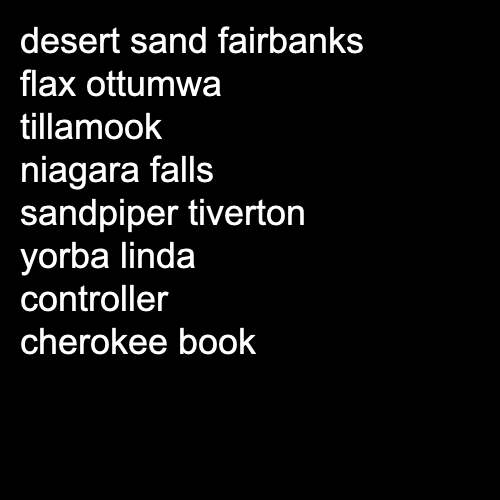 desert sand fairbanks
flax ottumwa
tillamook
niagara falls
sandpiper tiverton
yorba linda
controller
cherokee book